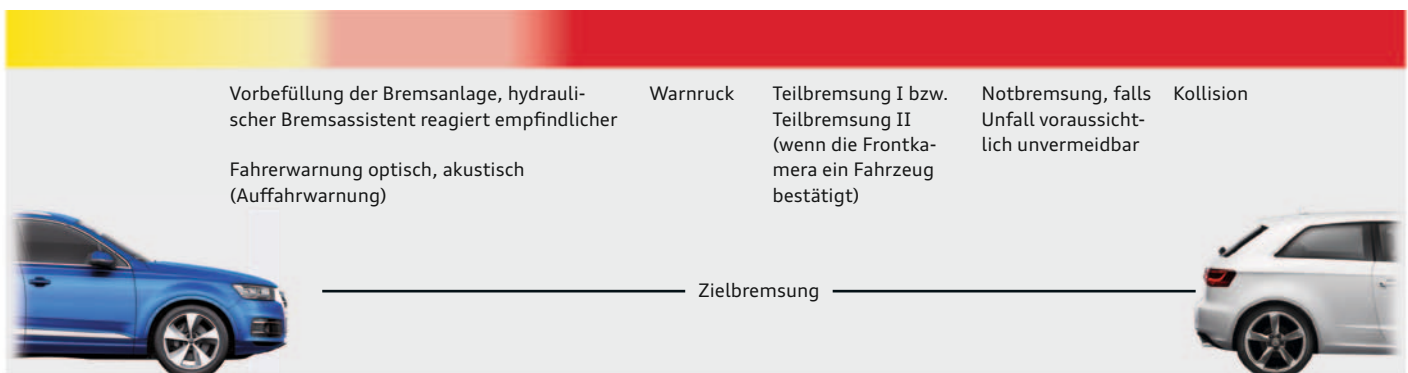 Vorbefüllung der Bremsanlage, hydrauli-
scher Bremsassistent reagiert empfindlicher
Fahrerwarnung optisch, akustisch
(Auffahrwarnung)
Warnruck
Teilbremsung I bzw.
Teilbremsung II
(wenn die Frontka-
mera ein Fahrzeug
bestätigt)
Notbremsung, falls
Unfall voraussicht-
lich unvermeidbar
Kollision
Zielbremsung